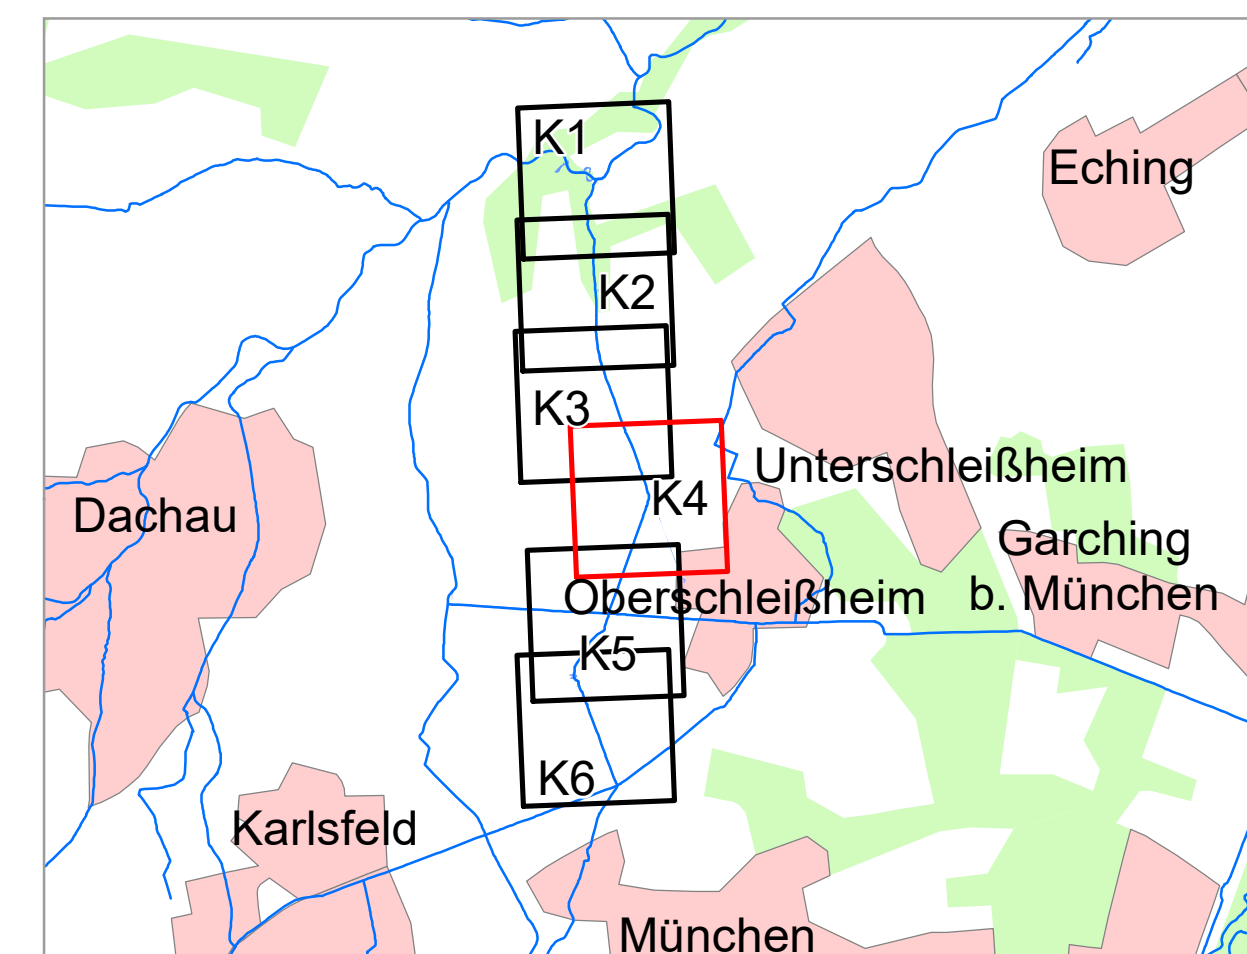 K1
Eching
K2
K3
Unterschleißheim
K4
Dachau
Garching
b. München
Oberschleißheim
K5
K6
Karlsfeld
München